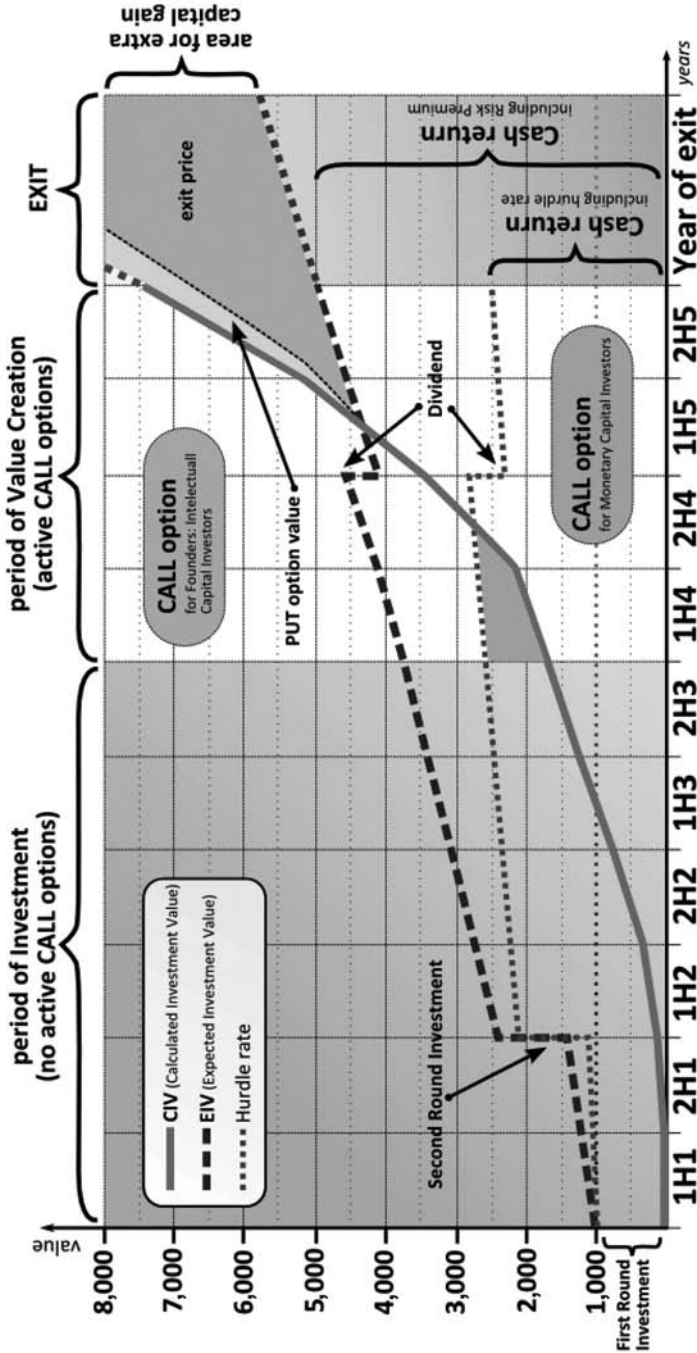 period of Investment
(no active CALL options)
period of Value Creation
(active CALL options)
EXIT
area for extra
capital gain
value
8,000
7,000
6,000
5,000
4,000
3,000
2,000
1,000
First Round
Investment
CIV (Calculated Investment Value)
EIV (Expected Investment Value)
Hurdle rate
Second Round Investment
CALL option
for Founders: Intelectuall
Capital Investors
PUT option value
exit price
Dividend
CALL option
for Monetary Capital Investors
Cash return
including hurdle rate
Cash return
including Risk Premium
1H1
2H1
1H2
2H2
1H3
2H3
1H4
2H4
1H5
2H5
Year of exit
years